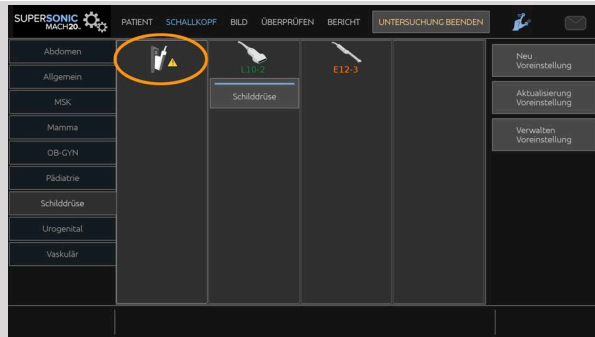 SUPERSONIC
MACH20.
PATIENT SCHALLKOPF BILD ÜBERPRÜFEN BERICHT UNTERSUCHUNG BEENDEN
Abdomen
Allgemein
MSK
Mamma
OB-GYN
Pädiatrie
Schilddrüse
Urogenital
Vaskulär
L10-2
E12-3
Schilddrüse
Neu
Voreinstellung
Aktualisierung
Voreinstellung
Verwalten
Voreinstellung